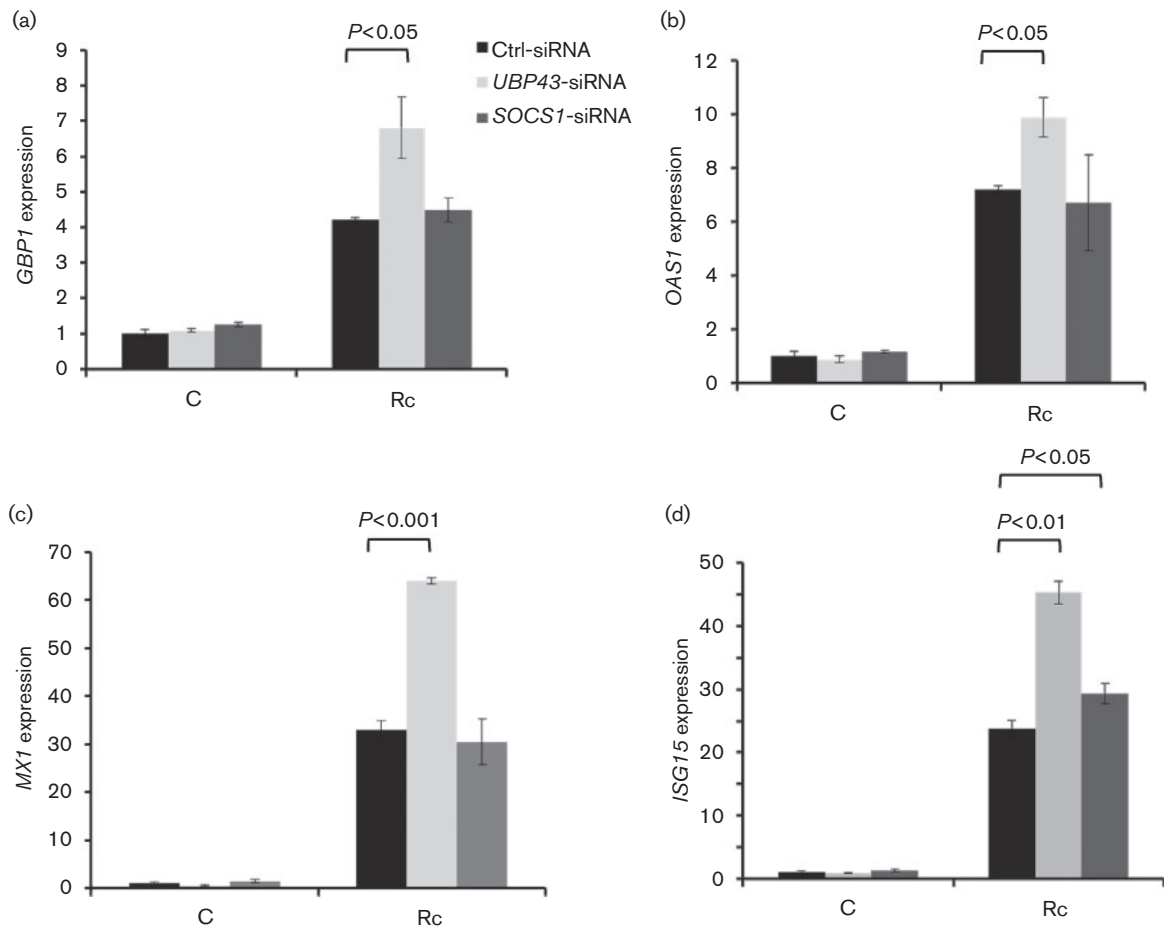 (a)
P<0.05
9
8
7
6
5
4
3
2
1
0
GBP1 expression
C
Rc
Ctrl-siRNA
UBP43-siRNA
SOCS1-siRNA
(b)
P<0.05
12
10
8
6
4
2
0
OAS1 expression
C
Rc
(c)
P<0.001
70
60
50
40
30
20
10
0
MX1 expression
C
Rc
(d)
P<0.05
P<0.01
50
40
30
20
10
0
ISG15 expression
C
Rc